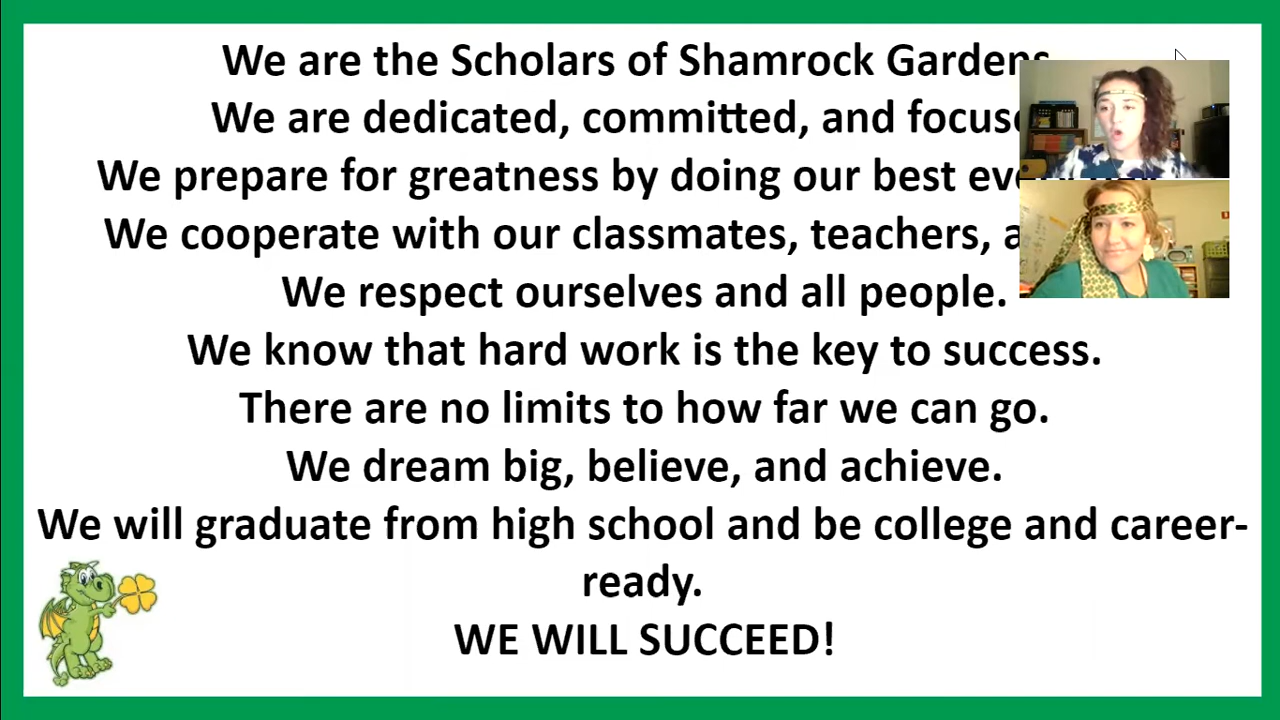 We are the Scholars of Shamrock Gardens
We are dedicated, committed, and
We prepare for greatness by doing our best
We cooperate with our classmates, teachers,
We respect ourselves and all people.
We know that hard work is the key to success.
There are no limits to how far we can go.
We dream big, believe, and achieve.
We will graduate from high school and be college and career-
ready.
WE WILL SUCCEED!